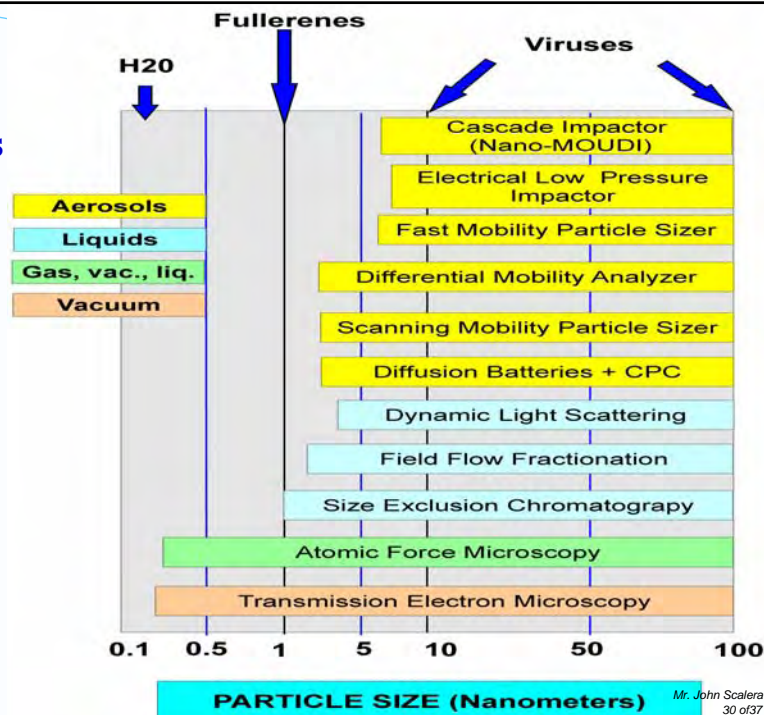 Fullerenes
Viruses
H20
s
Cascade Impactor
(Nano-MOUDI)
Electrical Low Pressure
Impactor
Aerosols
Fast Mobility Particle Sizer
Liquids
Gas, vac., liq.
Differential Mobility Analyzer
Vacuum
Scanning Mobility Particle Sizer
Diffusion Batteries + CPC
Dynamic Light Scattering
Field Flow Fractionation
Size Exclusion Chromatograpy
Atomic Force Microscopy
Transmission Electron Microscopy
0.1 0.5 1 5 10 50 100
PARTICLE SIZE (Nanometers)
Mr. John Scalera
30 of37